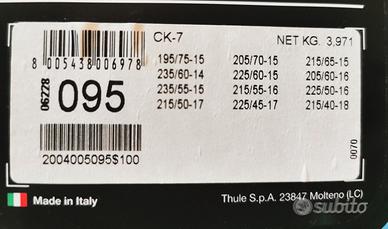 CK-7 NET KG. 3,971
8 005438 006978
06228
095
2004005095$100
195/75-15 205/70-15 215/65-15
235/60-14 225/60-15 205/60-16
235/55-15 215/55-16 225/50-16
215/50-17 225/45-17 215/40-18
0070
Made in Italy
Thule S.p.A. 23847 Molteno (LC)
subito